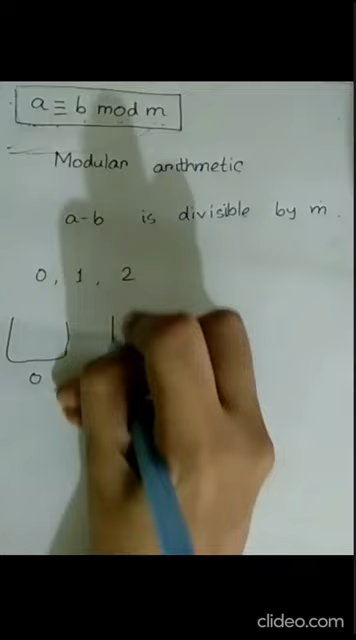 a ≡ b mod m
Modular arithmetic
a-b is divisible by m.
0, 1, 2
0
clideo.com